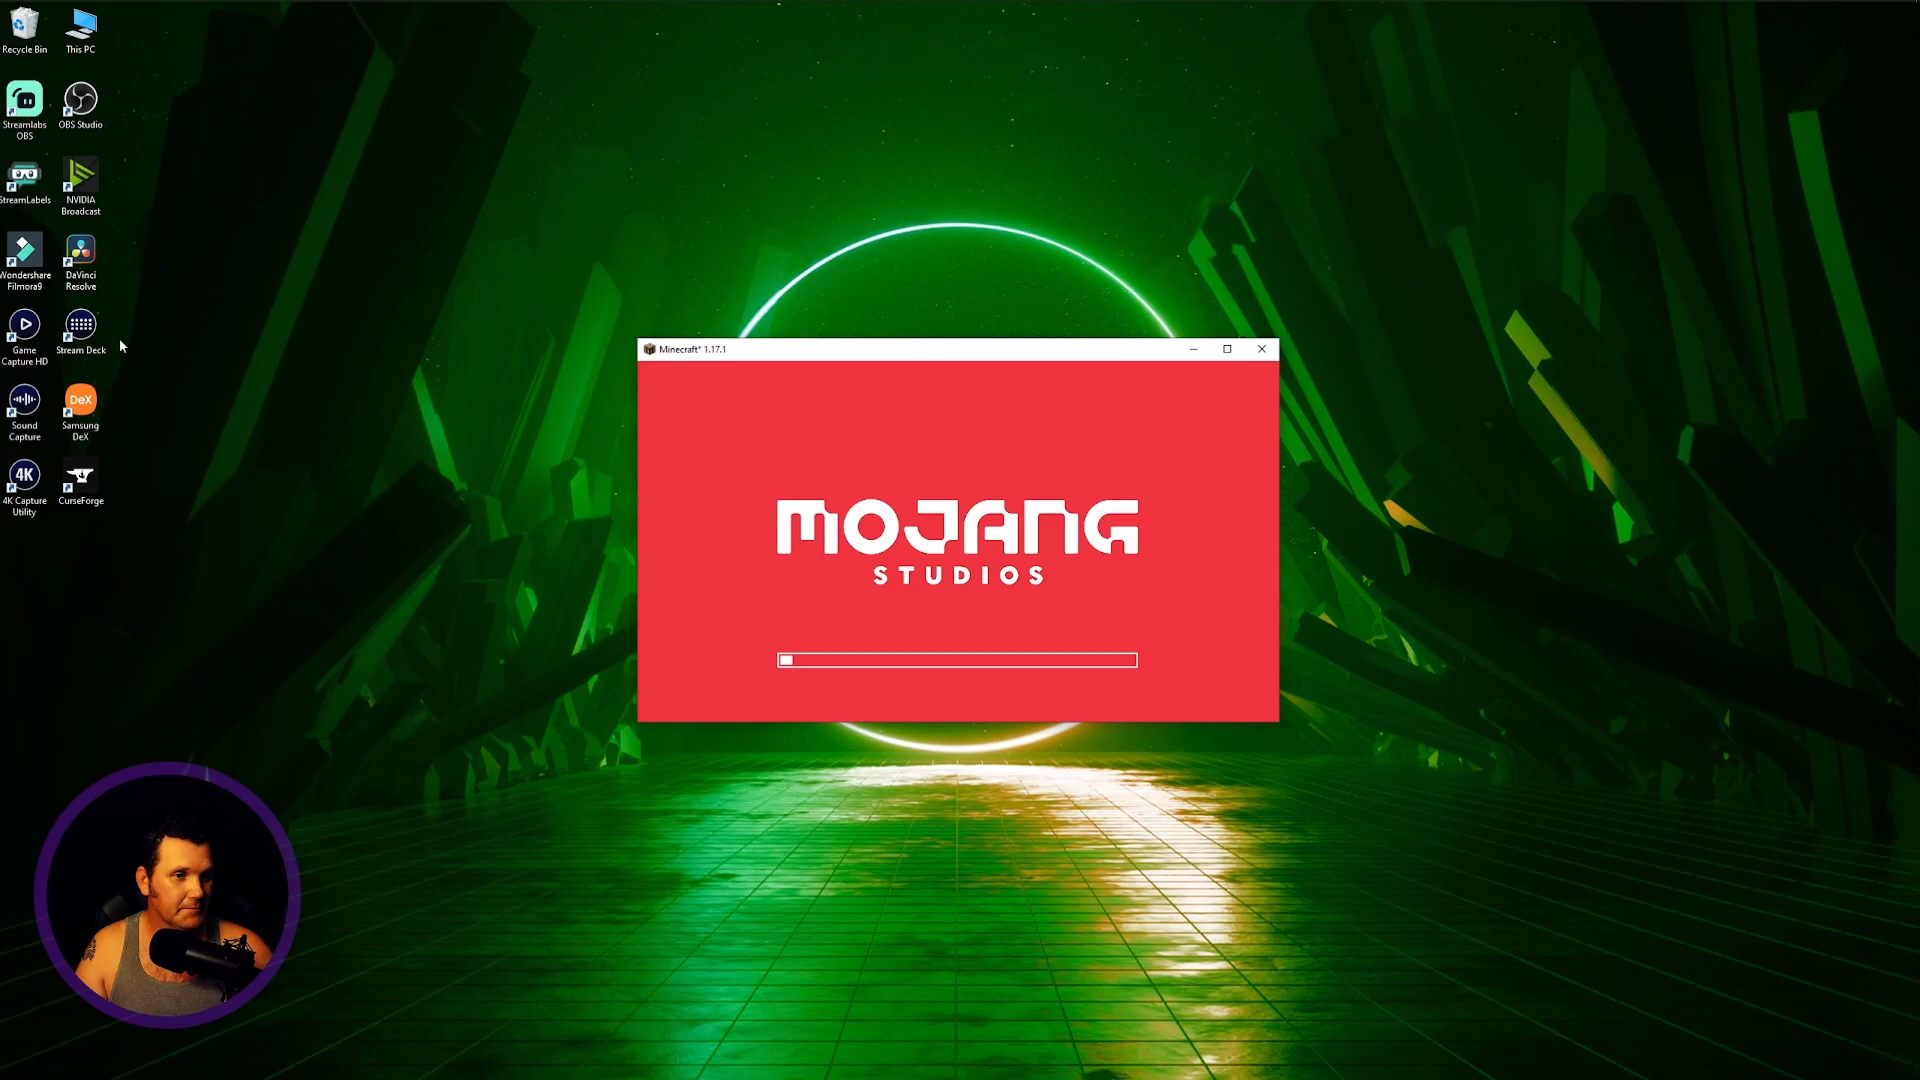 Recycle Bin
This PC
Streamlabs
OBS
OBS Studio
StreamLabels
NVIDIA
Broadcast
Wondershare
Filmora9
DaVinci
Resolve
Game
Capture HD
Stream Deck
Sound
Capture
DeX
Samsung
DeX
4K
4K Capture
Utility
CurseForge
Minecraft* 1.17.1
MOJANG
STUDIOS